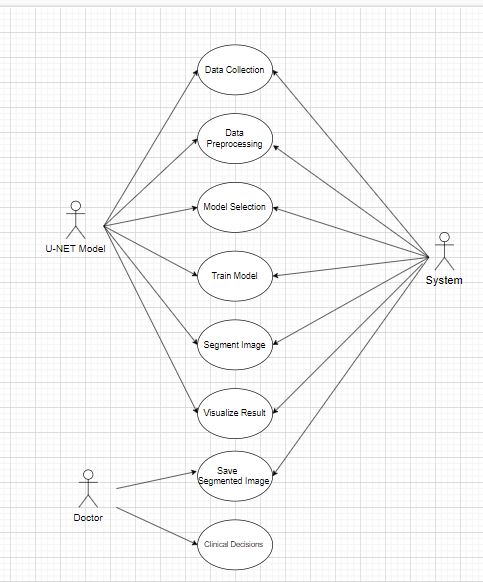 Data Collection
Data
Preprocessing
Model Selection
U-NET Model
Train Model
System
Segment Image
Visualize Result
Save
Segmented Image
Doctor
Clinical Decisions